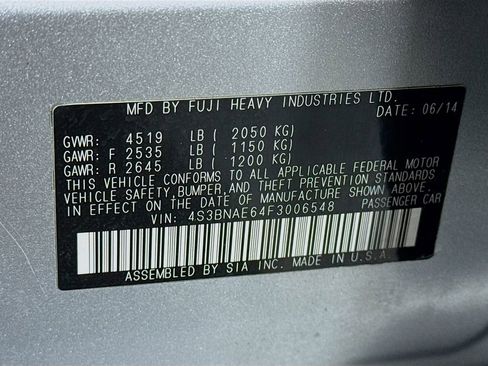 MFD BY FUJI HEAVY INDUSTRIES LTD.
DATE: 06/14
GVWR: 4519 LB ( 2050 KG)
GAWR: F 2535 LB ( 1150 KG)
GAWR: R 2645 LB ( 1200 KG)
THIS VEHICLE CONFORMS TO ALL APPLICABLE FEDERAL MOTOR
VEHICLE SAFETY,BUMPER,AND THEFT PREVENTION STANDARDS
IN EFFECT ON THE DATE OF MANUFACTURE SHOWN ABOVE.
VIN: 4S3BNAE64F3006548 PASSENGER CAR
ASSEMBLED BY SIA INC. MADE IN U.S.A.